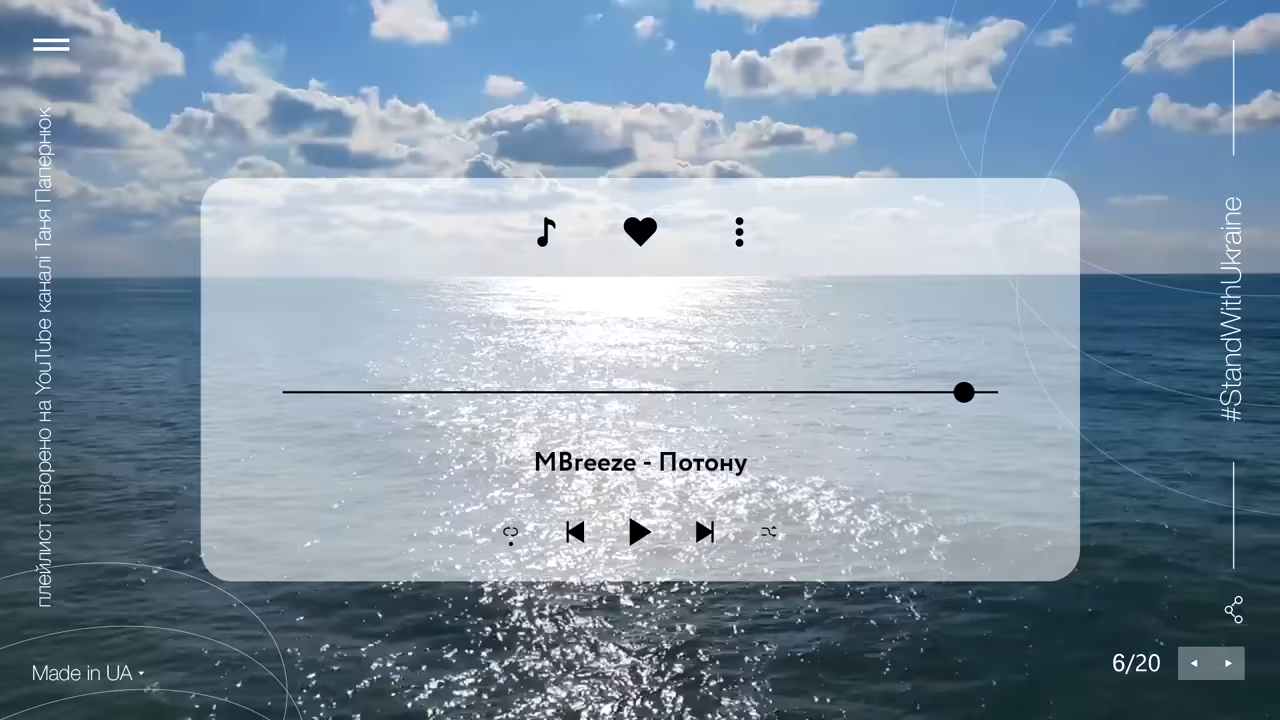 плейлист створено на YouTube каналі Таня Папернюк
MBreeze - Потону
#StandWithUkraine
Made in UA
6/20